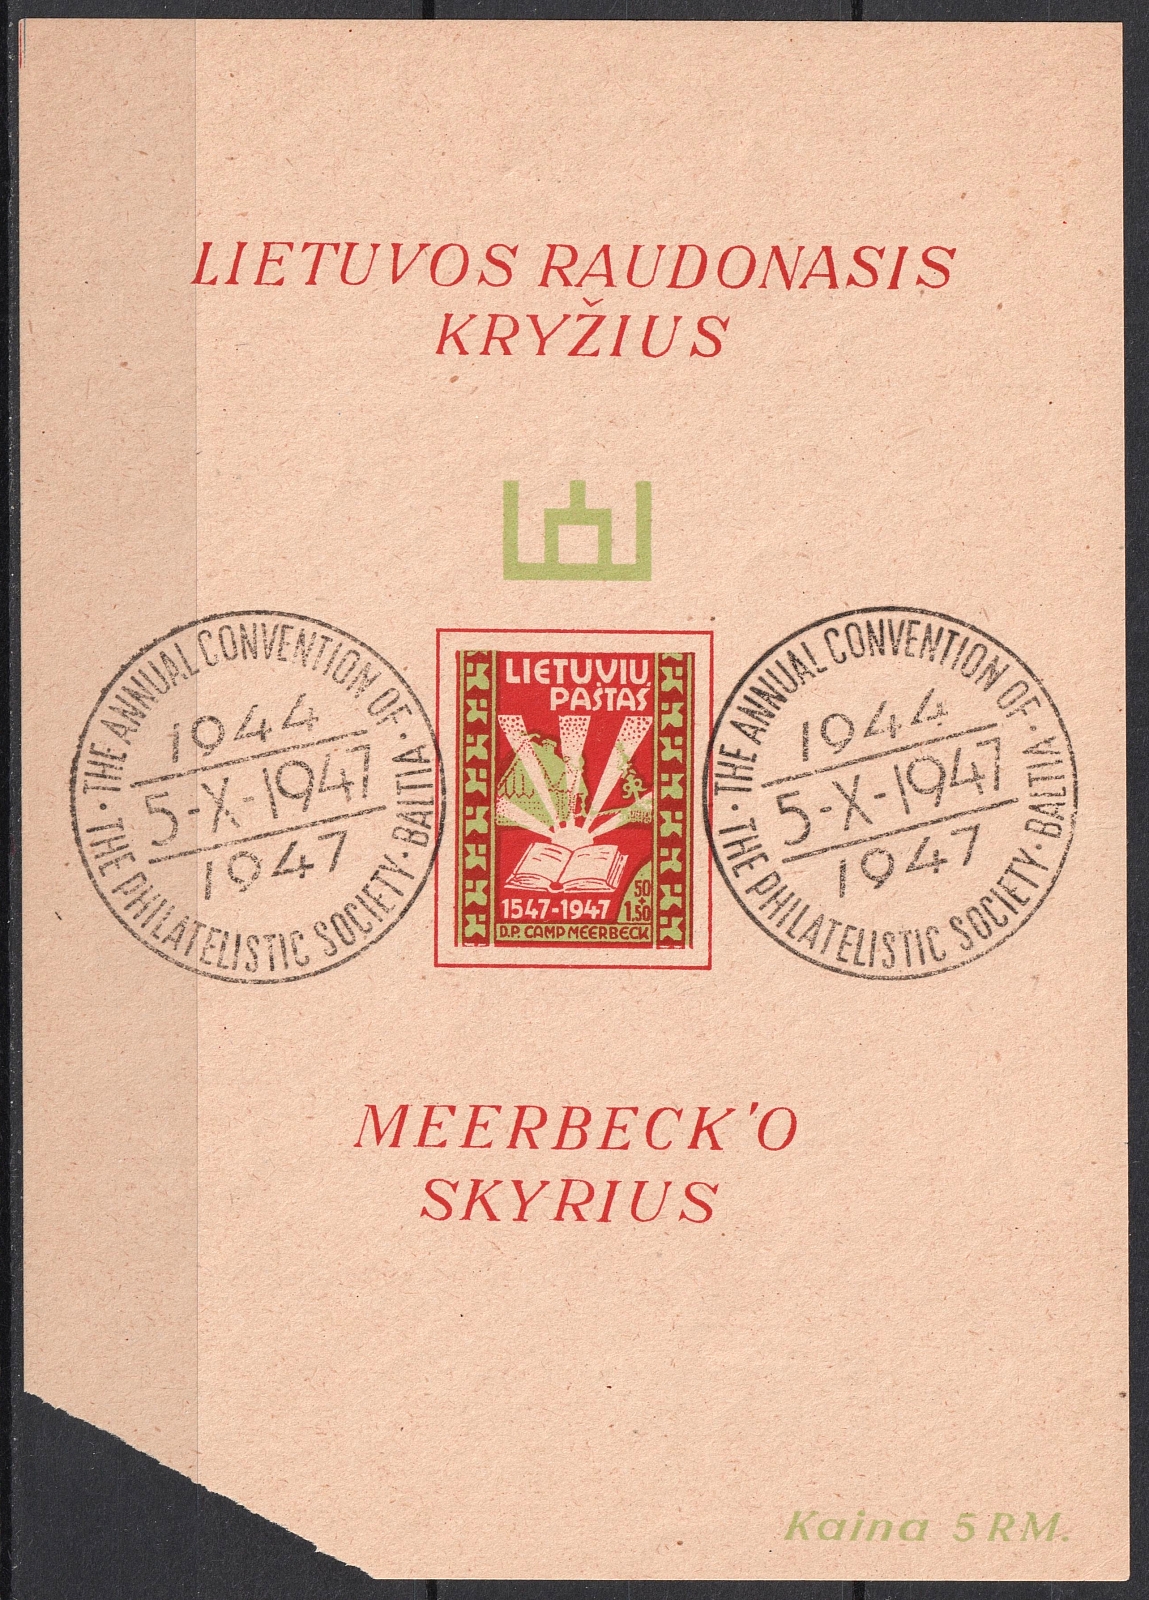 LIETUVOS RAUDONASIS
KRYŽIUS
· THE ANNUAL CONVENTION OF ·
THE PHILATELISTIC SOCIETY · BALTIA
1944
5-X-1947
1947
LIETUVIŲ
PAŠTAS
50
+
1.50
1547-1947
D.P. CAMP MEERBECK
· THE ANNUAL CONVENTION OF ·
THE PHILATELISTIC SOCIETY · BALTIA
1944
5-X-1947
1947
MEERBECK'O
SKYRIUS
Kaina 5 RM.